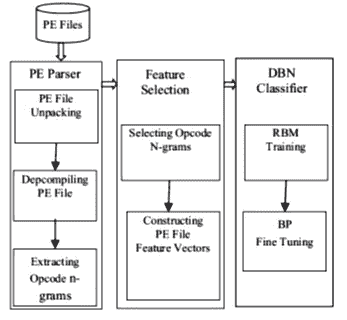 PE Files
PE Parser
PE File
Unpacking
Depcompiling
PE File
Extracting
Opcode n-
grams
Feature
Selection
Selecting Opcode
N-grams
Constructing
PE File
Feature Vectors
DBN
Classifier
RBM
Training
BP
Fine Tuning